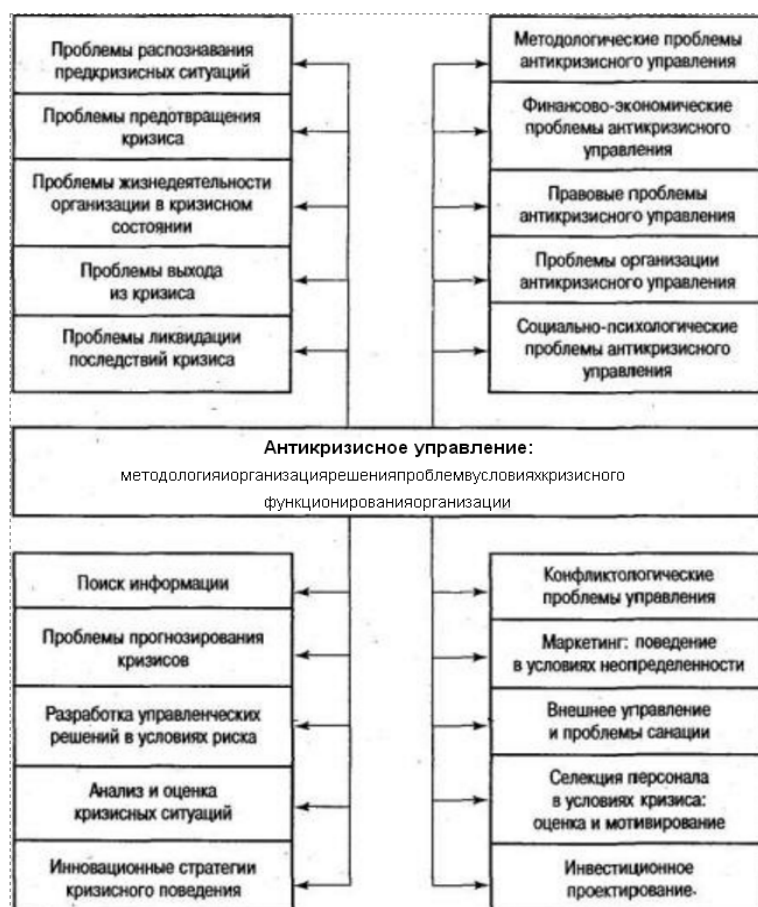 Проблемы распознавания
предкризисных ситуаций
Проблемы предотвращения
кризиса
Проблемы жизнедеятельности
организации в кризисном
состоянии
Проблемы выхода
из кризиса
Проблемы ликвидации
последствий кризиса
Методологические проблемы
антикризисного управления
Финансово-экономические
проблемы антикризисного
управления
Правовые проблемы
антикризисного управления
Проблемы организации
антикризисного управления
Социально-психологические
проблемы антикризисного
управления
Антикризисное управление:
методологияиорганизациярешенияпроблемвусловияхкризисного
функционированияорганизации
Поиск информации
Проблемы прогнозирования
кризисов
Разработка управленческих
решений в условиях риска
Анализ и оценка
кризисных ситуаций
Инновационные стратегии
кризисного поведения
Конфликтологические
проблемы управления
Маркетинг: поведение
в условиях неопределенности
Внешнее управление
и проблемы санации
Селекция персонала
в условиях кризиса:
оценка и мотивирование
Инвестиционное
проектирование